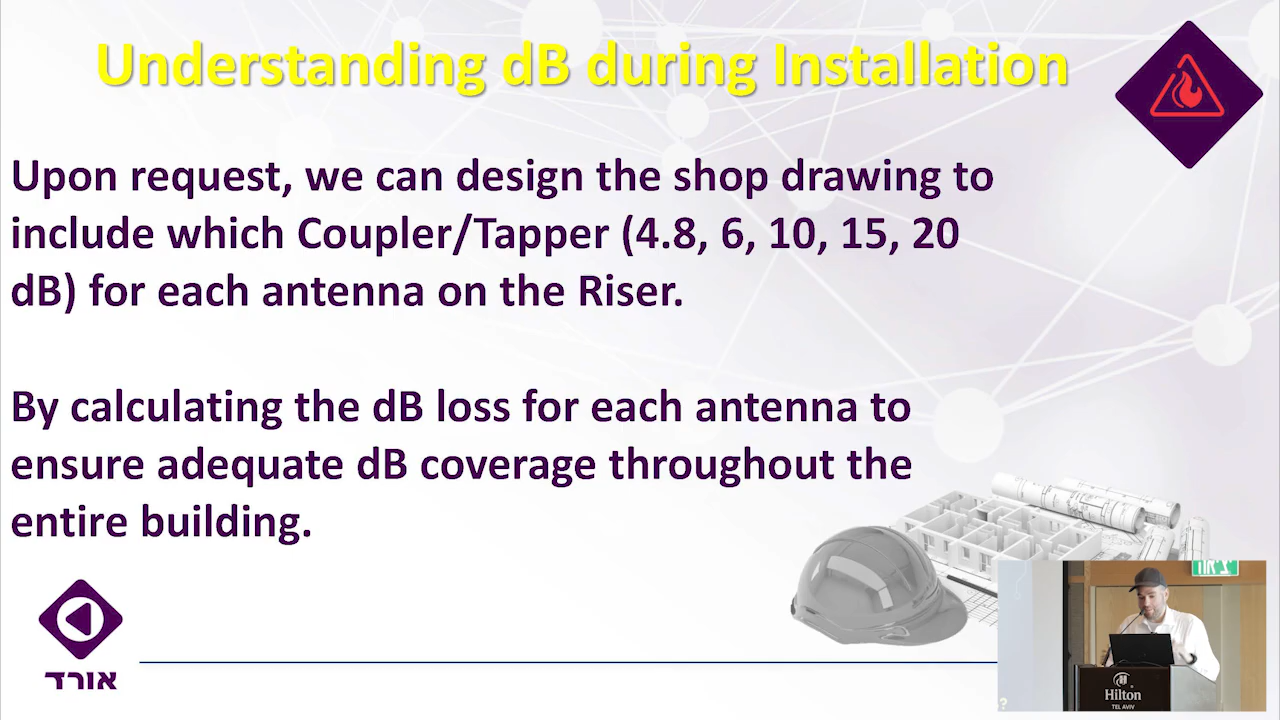 Understanding dB during Installation
Upon request, we can design the shop drawing to
include which Coupler/Tapper (4.8, 6, 10, 15, 20
dB) for each antenna on the Riser.
By calculating the dB loss for each antenna to
ensure adequate dB coverage throughout the
entire building.
אורד
יציאה
Hilton
TEL AVIV
?